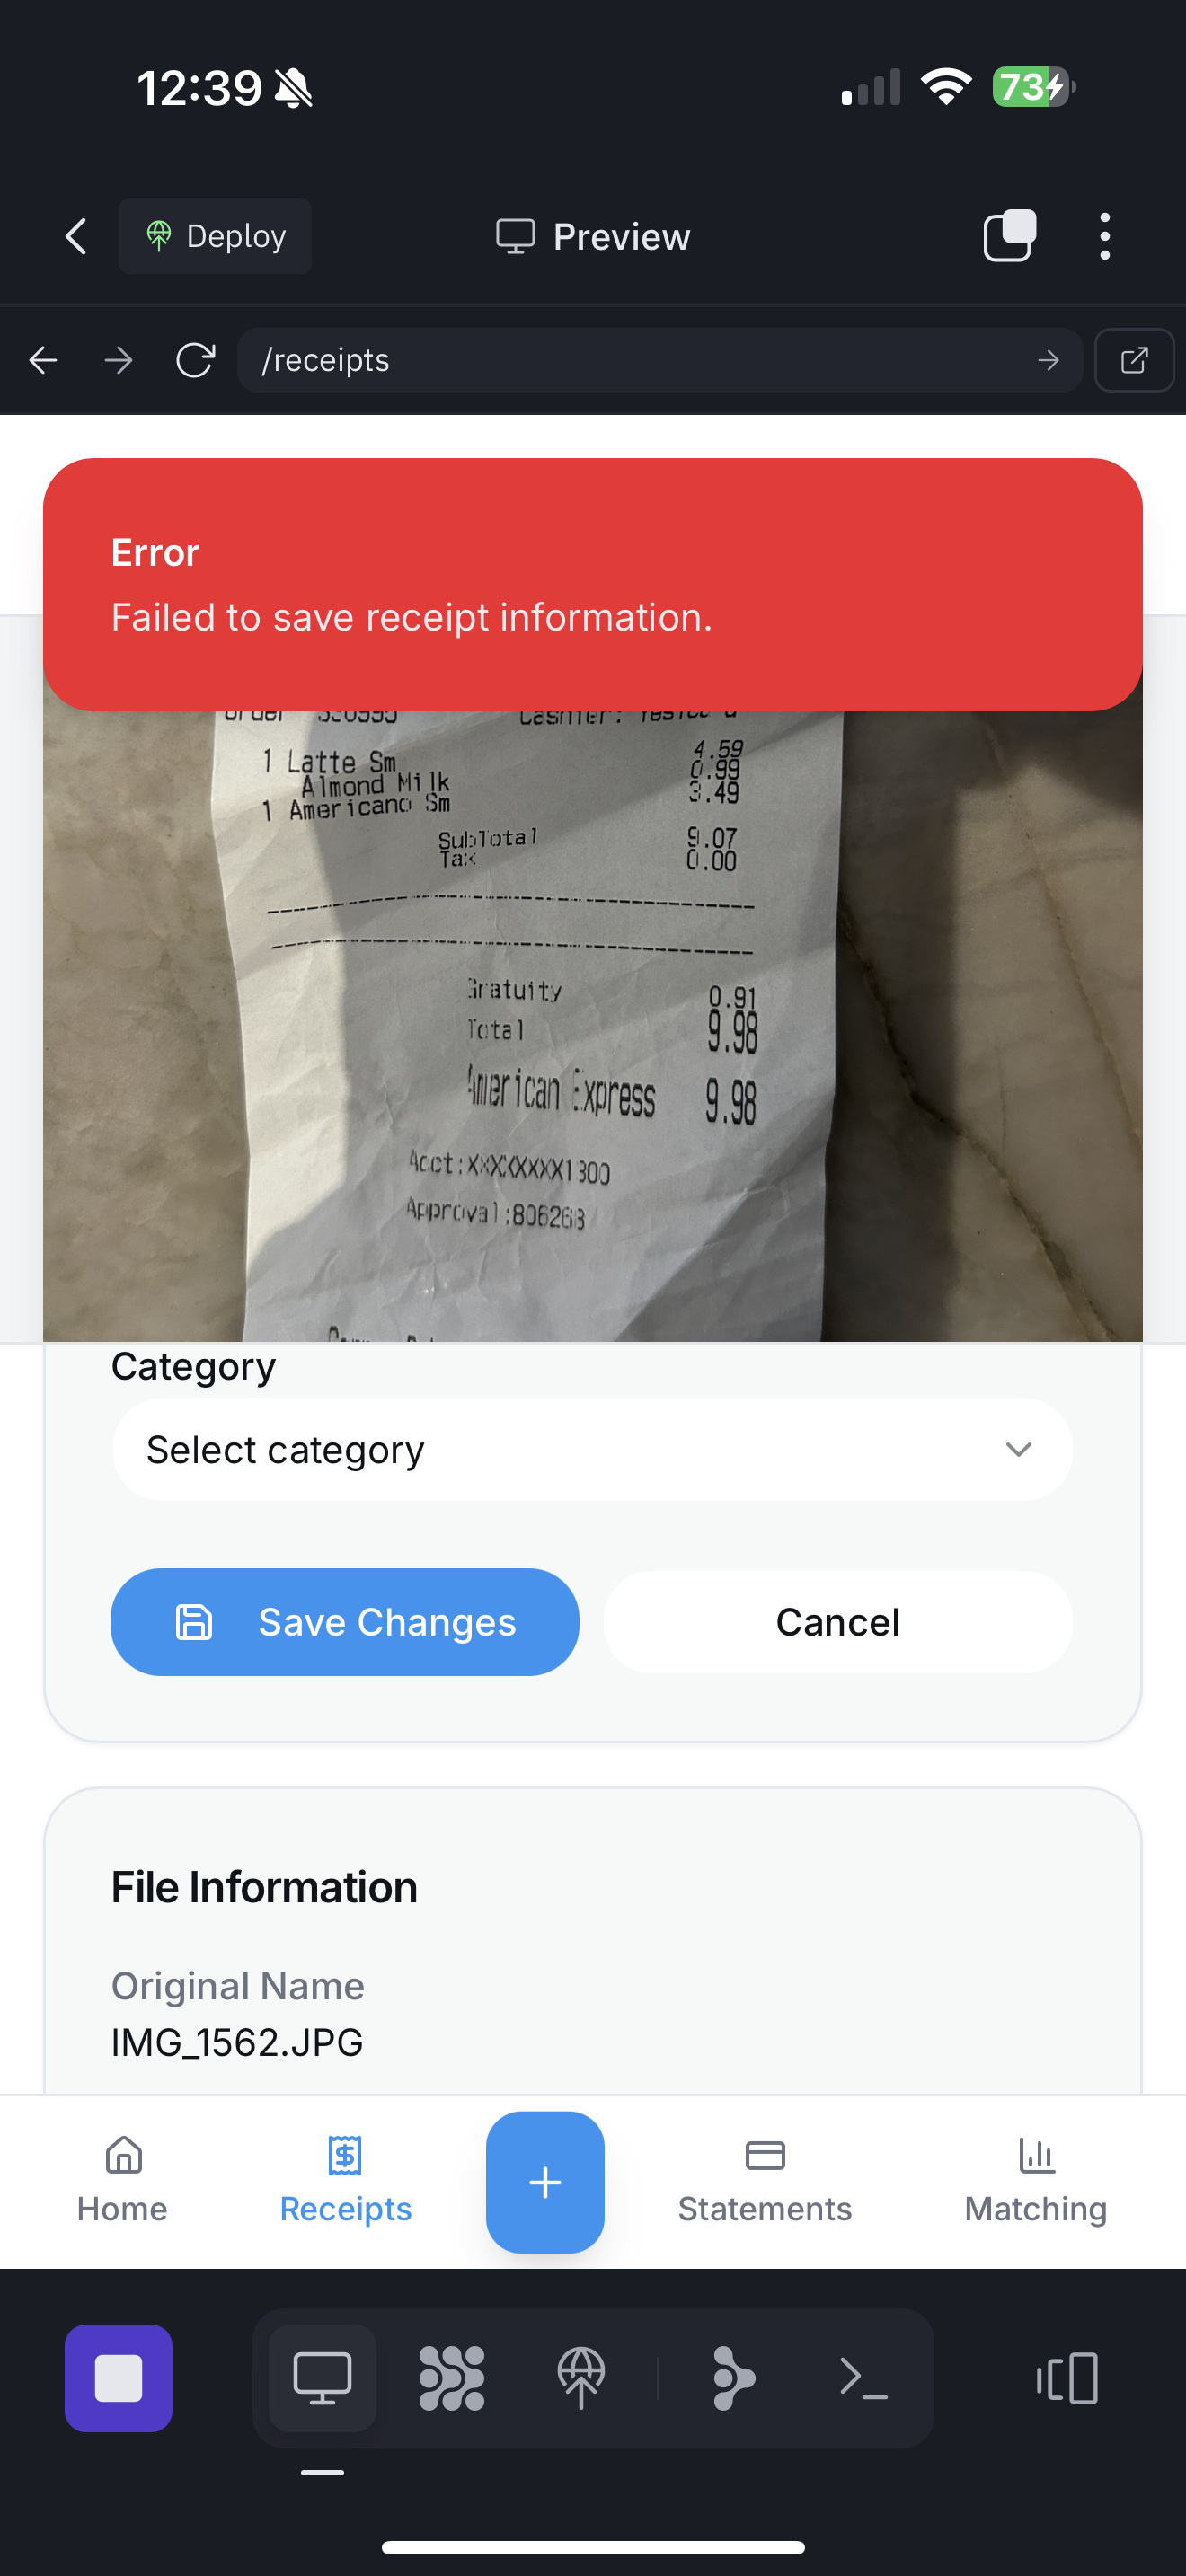 12:39
73
Deploy
Preview
/receipts
Error
Failed to save receipt information.
Order
Cashier:
1 Latte Sm 4.59
Almond Milk 0.99
1 Americano Sm 3.49
SubTotal 9.07
Tax 0.00
Gratuity 0.91
Total 9.98
American Express 9.98
Acct:XXXXXXXX1300
Approval:806263
Category
Select category
Save Changes
Cancel
File Information
Original Name
IMG_1562.JPG
Home
Receipts
Statements
Matching